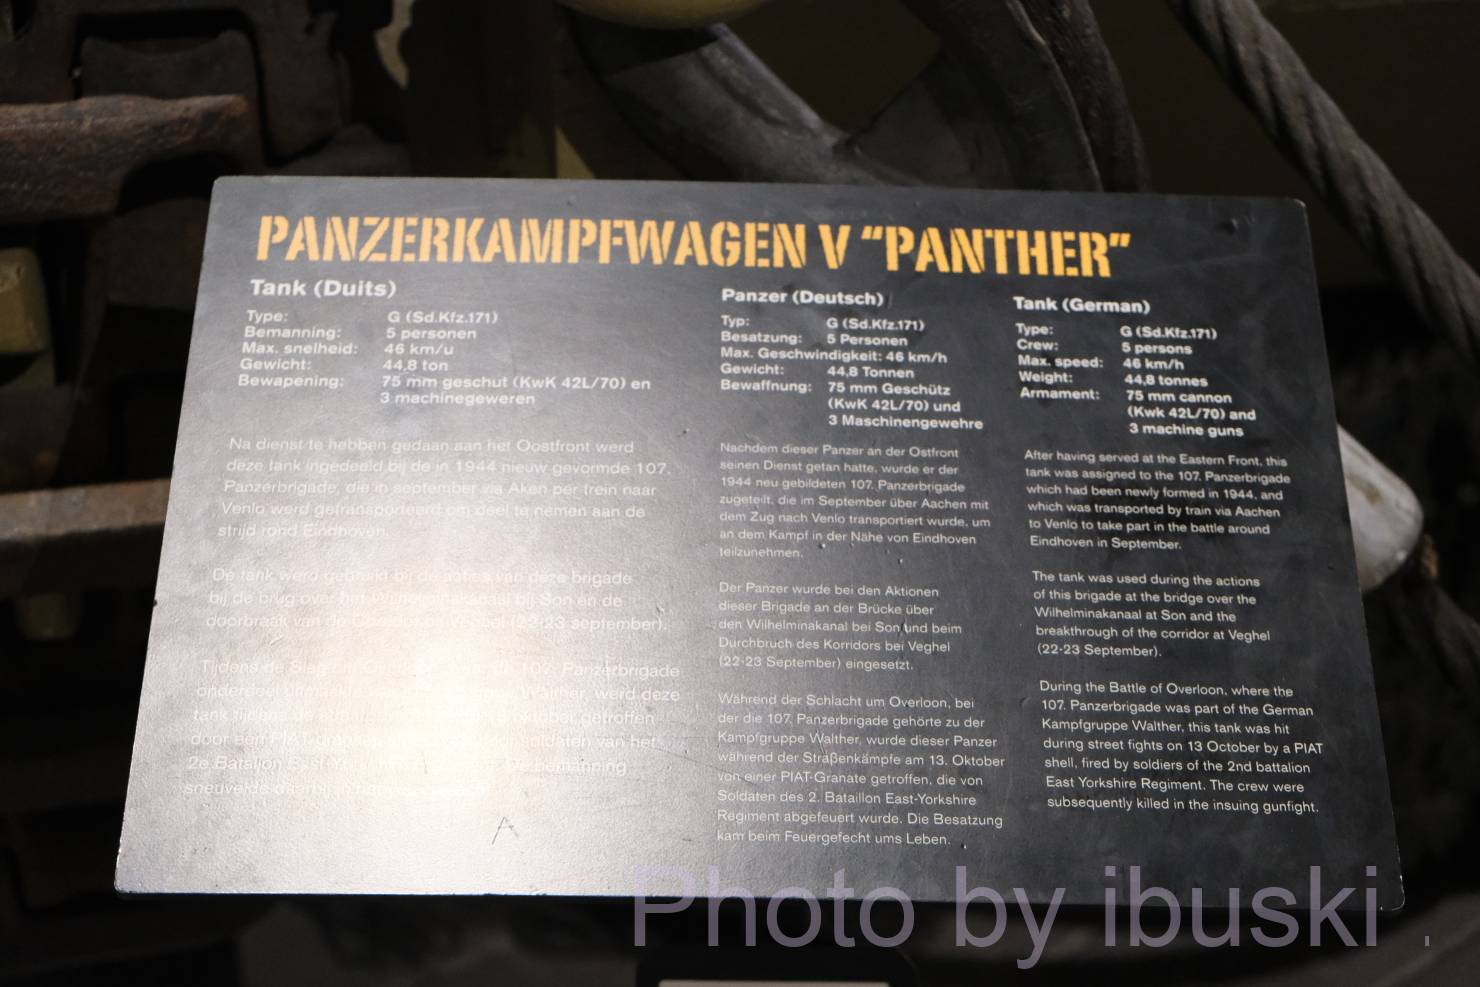 PANZERKAMPFWAGEN V "PANTHER"
Tank (Duits)
Type: G (Sd.Kfz.171)
Bemanning: 5 personen
Max. snelheid: 46 km/u
Gewicht: 44,8 ton
Bewapening: 75 mm geschut (KwK 42L/70) en
3 machinegeweren
Na dienst te hebben gedaan aan het Oostfront werd
deze tank ingedeeld bij de in 1944 nieuw gevormde 107.
Panzerbrigade, die in september via Aken per trein naar
Venlo werd getransporteerd om deel te nemen aan de
strijd rond Eindhoven.
De tank werd gebruikt bij de acties van deze brigade
bij de brug over het Wilhelminakanaal bij Son en de
doorbraak van de Veghel (22-23 september).
Tijdens de Slag 107. Panzerbrigade
onderdeel uitmaakte Walther, werd deze
tank tijdens de getroffen
door een PIAT-granaat soldaten van het
2e Bataljon De bemanning
sneuvelde
Panzer (Deutsch)
Typ: G (Sd.Kfz.171)
Besatzung: 5 Personen
Max. Geschwindigkeit: 46 km/h
Gewicht: 44,8 Tonnen
Bewaffnung: 75 mm Geschütz
(KwK 42L/70) und
3 Maschinengewehre
Nachdem dieser Panzer an der Ostfront
seinen Dienst getan hatte, wurde er der
1944 neu gebildeten 107. Panzerbrigade
zugeteilt, die im September über Aachen mit
dem Zug nach Venlo transportiert wurde, um
an dem Kampf in der Nähe von Eindhoven
teilzunehmen.
Der Panzer wurde bei den Aktionen
dieser Brigade an der Brücke über
den Wilhelminakanal bei Son und beim
Durchbruch des Korridors bei Veghel
(22-23 September) eingesetzt.
Während der Schlacht um Overloon, bei
der die 107. Panzerbrigade gehörte zu der
Kampfgruppe Walther, wurde dieser Panzer
während der Straßenkämpfe am 13. Oktober
von einer PIAT-Granate getroffen, die von
Soldaten des 2. Bataillon East-Yorkshire
Regiment abgefeuert wurde. Die Besatzung
kam beim Feuergefecht ums Leben.
Tank (German)
Type: G (Sd.Kfz.171)
Crew: 5 persons
Max. speed: 46 km/h
Weight: 44,8 tonnes
Armament: 75 mm cannon
(Kwk 42L/70) and
3 machine guns
After having served at the Eastern Front, this
tank was assigned to the 107. Panzerbrigade
which had been newly formed in 1944, and
which was transported by train via Aachen
to Venlo to take part in the battle around
Eindhoven in September.
The tank was used during the actions
of this brigade at the bridge over the
Wilhelminakanaal at Son and the
breakthrough of the corridor at Veghel
(22-23 September).
During the Battle of Overloon, where the
107. Panzerbrigade was part of the German
Kampfgruppe Walther, this tank was hit
during street fights on 13 October by a PIAT
shell, fired by soldiers of the 2nd battalion
East Yorkshire Regiment. The crew were
subsequently killed in the insuing gunfight.
Photo by ibuski